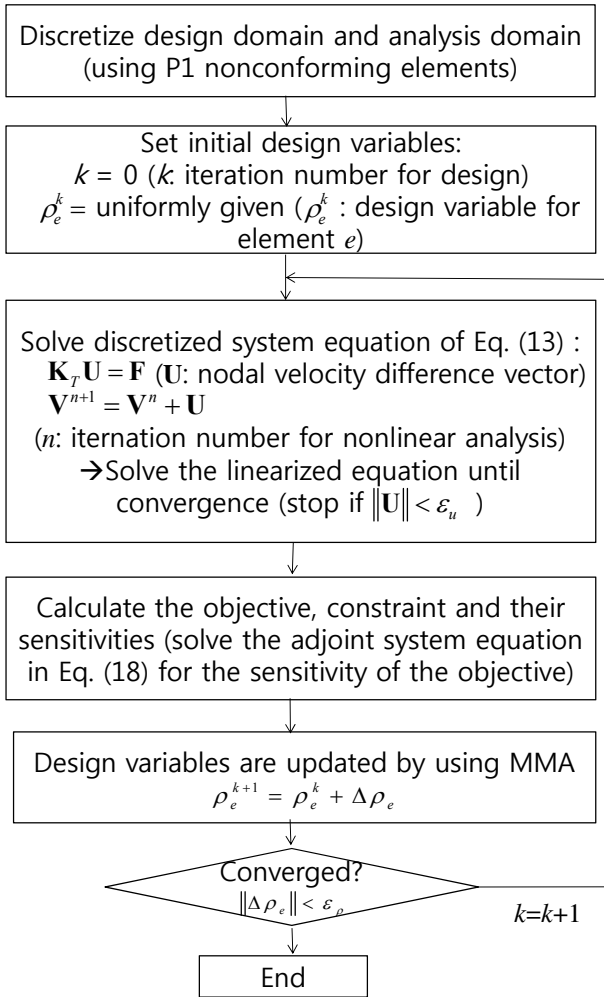 Discretize design domain and analysis domain
(using P1 nonconforming elements)
Set initial design variables:
k = 0 (k: iteration number for design)
ρ_e^k = uniformly given (ρ_e^k : design variable for
element e)
Solve discretized system equation of Eq. (13) :
K_T U = F (U: nodal velocity difference vector)
V^{n+1} = V^n + U
(n: iternation number for nonlinear analysis)
→Solve the linearized equation until
convergence (stop if ‖U‖ < ε_u )
Calculate the objective, constraint and their
sensitivities (solve the adjoint system equation
in Eq. (18) for the sensitivity of the objective)
Design variables are updated by using MMA
ρ_e^{k+1} = ρ_e^k + Δρ_e
Converged?
‖Δρ_e‖ < ε_ρ
k=k+1
End